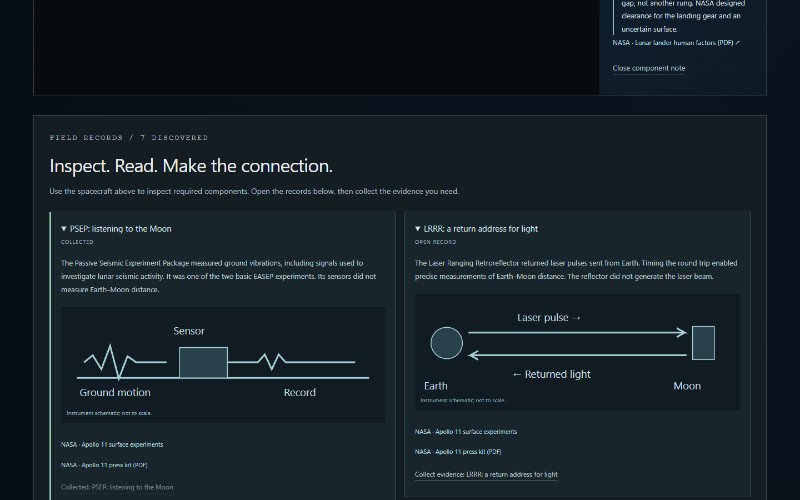 gap, not another rung. NASA designed
clearance for the landing gear and an
uncertain surface.
NASA · Lunar lander human factors (PDF) ↗
Close component note
FIELD RECORDS / 7 DISCOVERED
Inspect. Read. Make the connection.
Use the spacecraft above to inspect required components. Open the records below, then collect the evidence you need.
▼ PSEP: listening to the Moon
COLLECTED
The Passive Seismic Experiment Package measured ground vibrations, including signals used to
investigate lunar seismic activity. It was one of the two basic EASEP experiments. Its sensors did not
measure Earth–Moon distance.
Sensor
Ground motion
Record
Instrument schematic; not to scale.
NASA · Apollo 11 surface experiments
NASA · Apollo 11 press kit (PDF)
Collected: PSEP: listening to the Moon
▼ LRRR: a return address for light
OPEN RECORD
The Laser Ranging Retroreflector returned laser pulses sent from Earth. Timing the round trip enabled
precise measurements of Earth–Moon distance. The reflector did not generate the laser beam.
Laser pulse →
← Returned light
Earth
Moon
Instrument schematic; not to scale.
NASA · Apollo 11 surface experiments
NASA · Apollo 11 press kit (PDF)
Collect evidence: LRRR: a return address for light